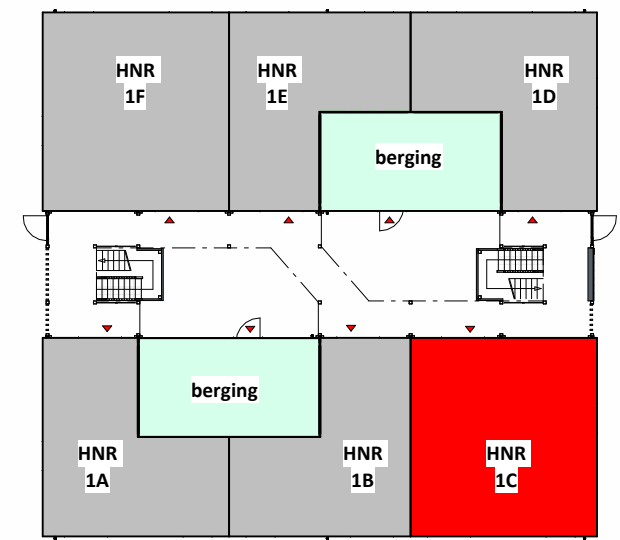 HNR
1F
HNR
1E
HNR
1D
berging
berging
HNR
1A
HNR
1B
HNR
1C